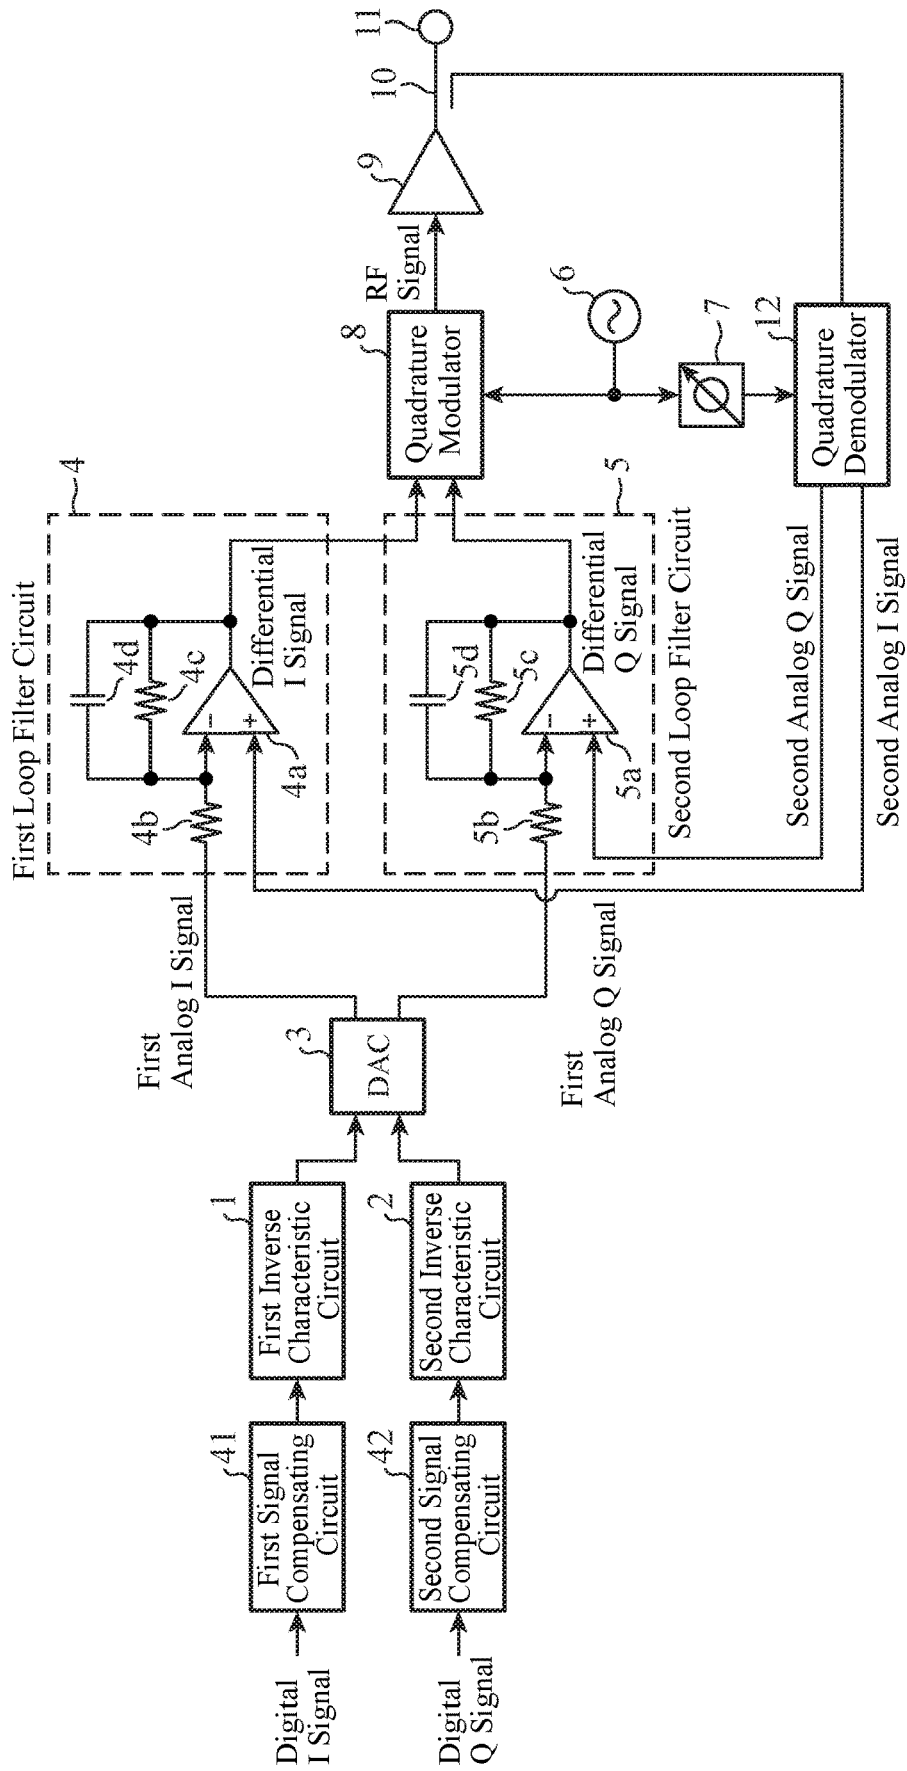 Digital
I Signal
Digital
Q Signal
41
First Signal
Compensating
Circuit
42
Second Signal
Compensating
Circuit
1
First Inverse
Characteristic
Circuit
2
Second Inverse
Characteristic
Circuit
3
DAC
First
Analog I Signal
First
Analog Q Signal
First Loop Filter Circuit
4
4b
4d
4c
4a
-
+
Differential
I Signal
5
5b
5d
5c
5a
-
+
Differential
Q Signal
Second Loop Filter Circuit
Second Analog Q Signal
Second Analog I Signal
8
Quadrature
Modulator
RF
Signal
6
7
12
Quadrature
Demodulator
9
10
11